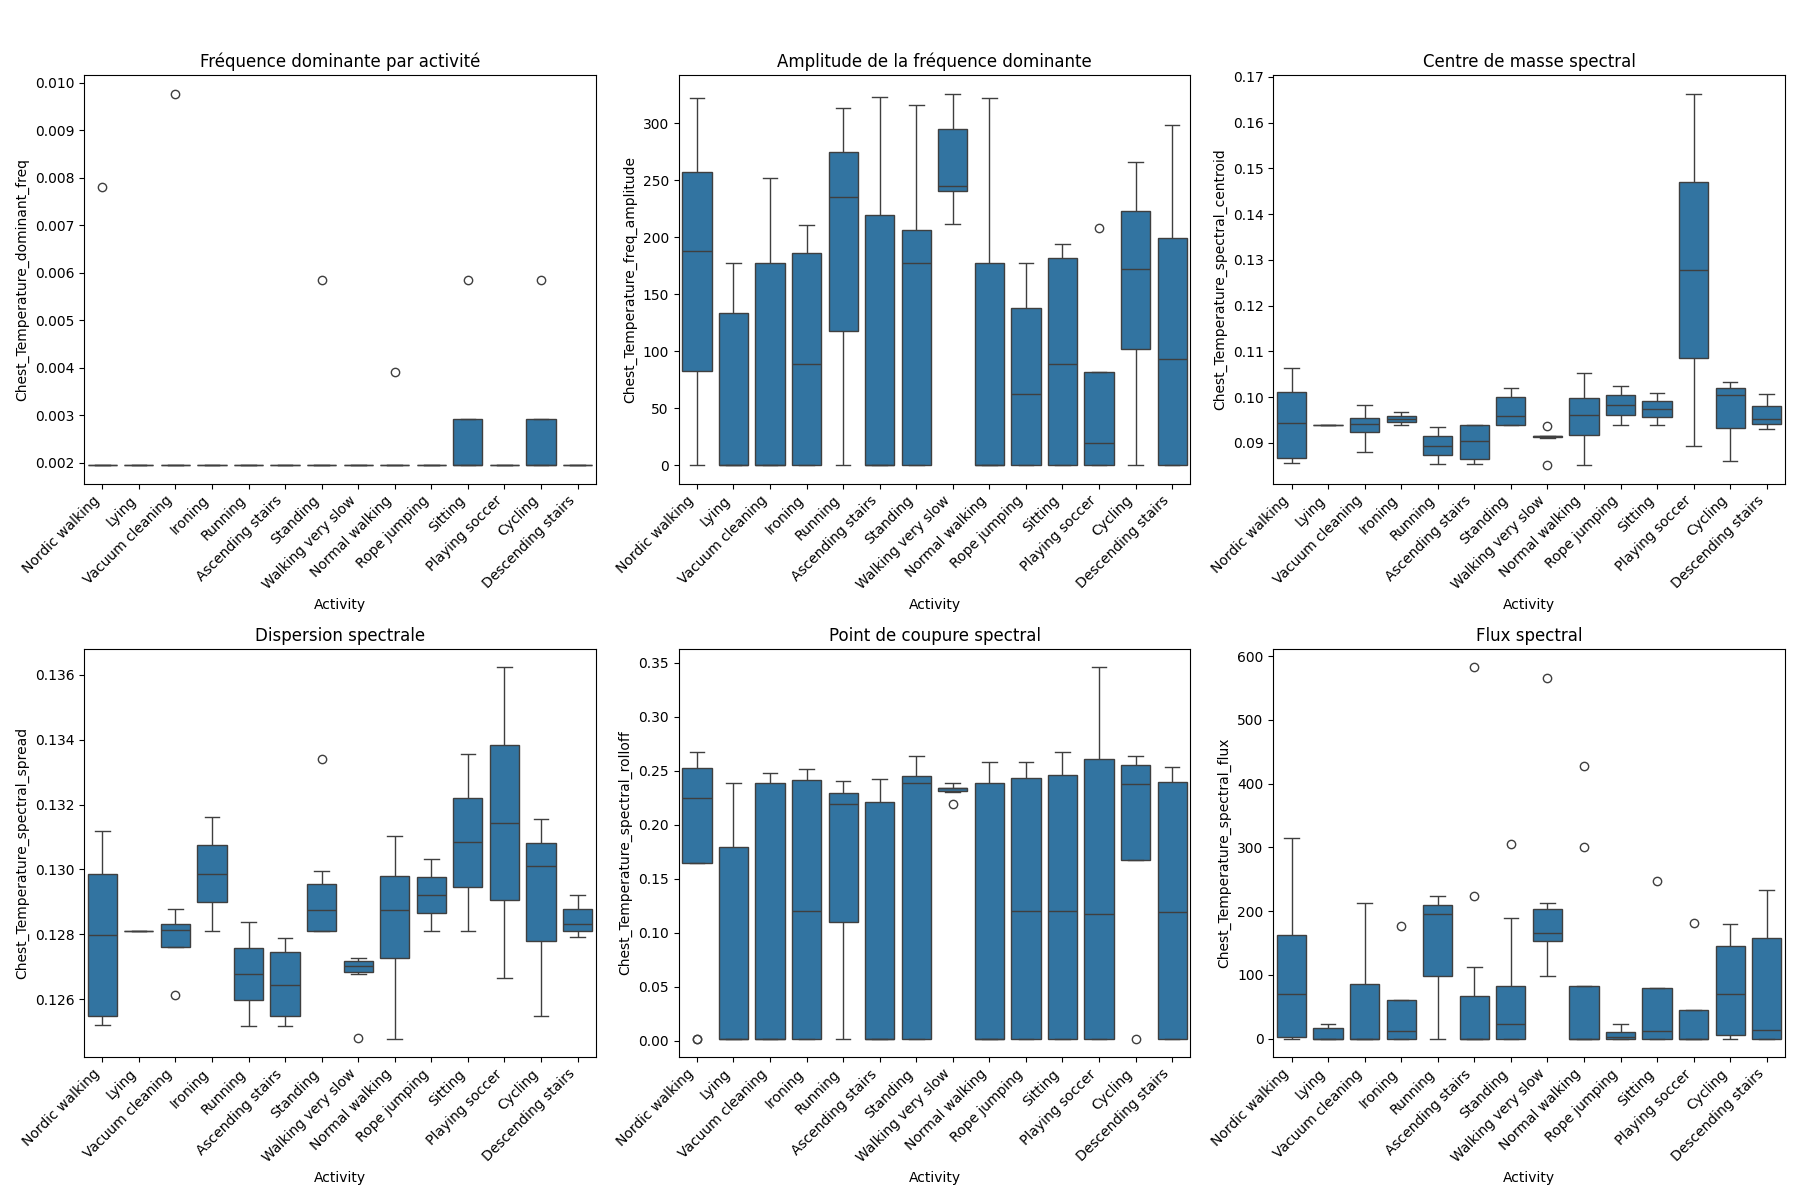 Fréquence dominante par activité
Chest_Temperature_dominant_freq
0.010
0.009
0.008
0.007
0.006
0.005
0.004
0.003
0.002
Nordic walking
Lying
Vacuum cleaning
Ironing
Running
Ascending stairs
Standing
Walking very slow
Normal walking
Rope jumping
Sitting
Playing soccer
Cycling
Descending stairs
Activity
Amplitude de la fréquence dominante
Chest_Temperature_freq_amplitude
300
250
200
150
100
50
0
Nordic walking
Lying
Vacuum cleaning
Ironing
Running
Ascending stairs
Standing
Walking very slow
Normal walking
Rope jumping
Sitting
Playing soccer
Cycling
Descending stairs
Activity
Centre de masse spectral
Chest_Temperature_spectral_centroid
0.17
0.16
0.15
0.14
0.13
0.12
0.11
0.10
0.09
Nordic walking
Lying
Vacuum cleaning
Ironing
Running
Ascending stairs
Standing
Walking very slow
Normal walking
Rope jumping
Sitting
Playing soccer
Cycling
Descending stairs
Activity
Dispersion spectrale
Chest_Temperature_spectral_spread
0.136
0.134
0.132
0.130
0.128
0.126
Nordic walking
Lying
Vacuum cleaning
Ironing
Running
Ascending stairs
Standing
Walking very slow
Normal walking
Rope jumping
Sitting
Playing soccer
Cycling
Descending stairs
Activity
Point de coupure spectral
Chest_Temperature_spectral_rolloff
0.35
0.30
0.25
0.20
0.15
0.10
0.05
0.00
Nordic walking
Lying
Vacuum cleaning
Ironing
Running
Ascending stairs
Standing
Walking very slow
Normal walking
Rope jumping
Sitting
Playing soccer
Cycling
Descending stairs
Activity
Flux spectral
Chest_Temperature_spectral_flux
600
500
400
300
200
100
0
Nordic walking
Lying
Vacuum cleaning
Ironing
Running
Ascending stairs
Standing
Walking very slow
Normal walking
Rope jumping
Sitting
Playing soccer
Cycling
Descending stairs
Activity